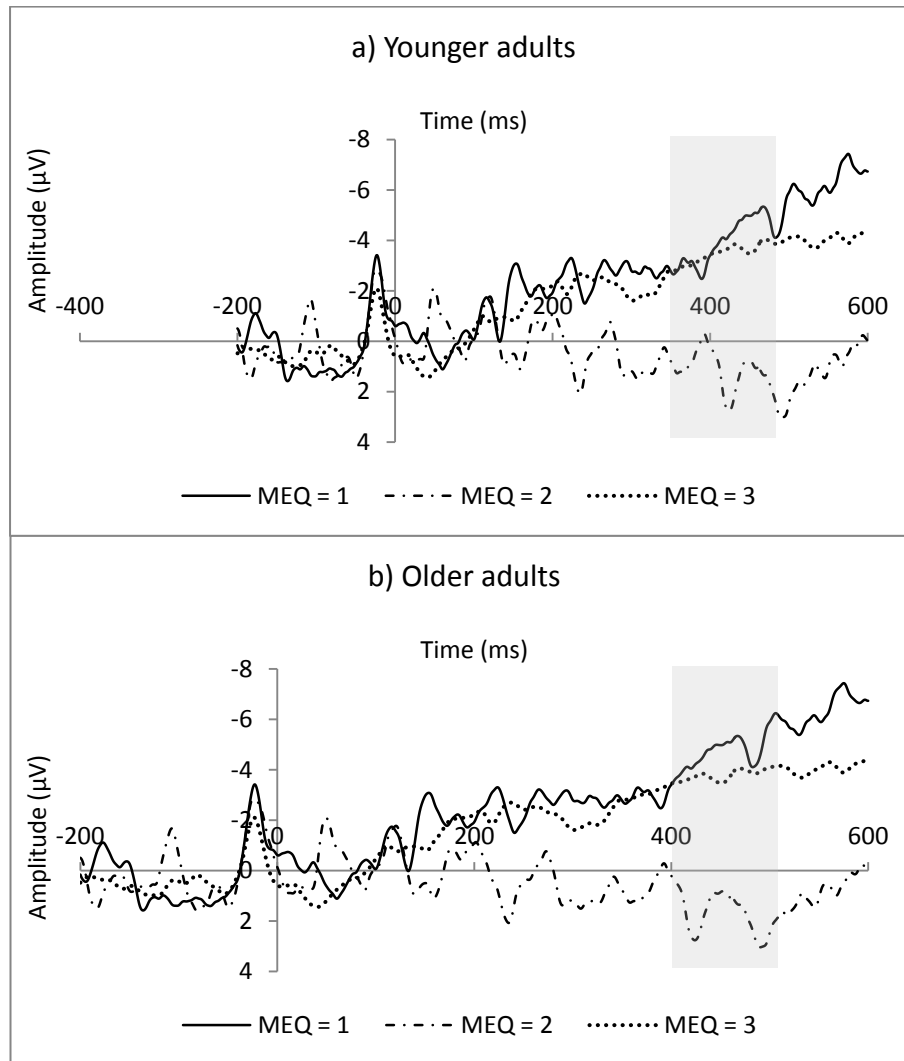 a) Younger adults
Time (ms)
Amplitude (µV)
-8
-6
-4
-2
0
2
4
-400
-200
0
200
400
600
MEQ = 1
MEQ = 2
MEQ = 3
b) Older adults
Time (ms)
Amplitude (µV)
-8
-6
-4
-2
0
2
4
-200
0
200
400
600
MEQ = 1
MEQ = 2
MEQ = 3